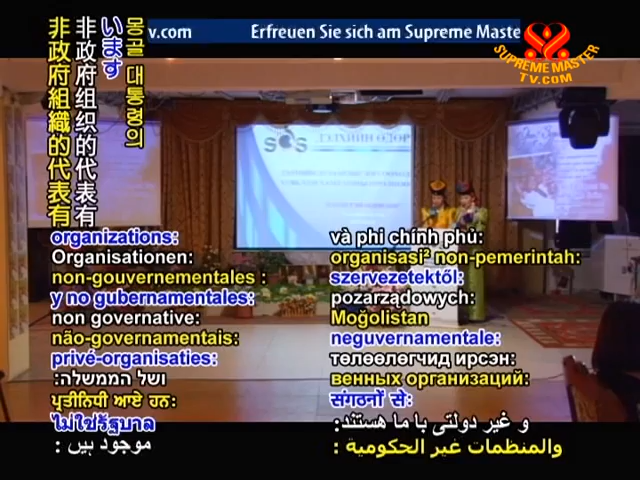 .com
Erfreuen Sie sich am Supreme Maste
SUPREME MASTER
TV.COM
몽골 대통령의
います
非政府组织的代表有
非政府組織的代表有
SOS
ДЭЛХИЙН ӨДӨР
organizations:
Organisationen:
non-gouvernementales :
y no gubernamentales:
non governative:
não-governamentais:
privé-organisaties:
ושל הממשלה:
ਪ੍ਰਤੀਨਿਧੀ ਆਏ ਹਨ:
ไม่ใช่รัฐบาล
موجود ہیں :
và phi chính phủ:
organisasi² non-pemerintah:
szervezetektől:
pozarządowych:
Moğolistan
neguvernamentale:
төлөөлөгчид ирсэн:
венных организаций:
संगठनों से:
و غیر دولتی با ما هستند:
والمنظمات غير الحكومية :